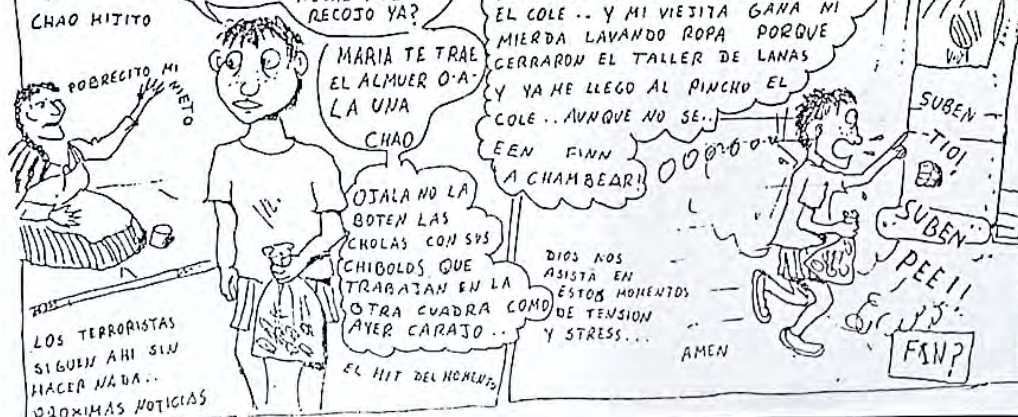 CHAO HIJITO
POBRECITO MI
NIETO
RECOJO YA?
MARIA TE TRAE
EL ALMUER O-A-
LA UNA
CHAO
OJALA NO LA
BOTEN LAS
CHOLAS CON SUS
CHIBOLOS QUE
TRABAJAN EN LA
OTRA CUADRA COMO
AYER CARAJO..
LOS TERRORISTAS
SIGUEN AHI SIN
HACER NADA..
PROXIMAS NOTICIAS
EL HIT DEL MOMENTO
EL COLE .. Y MI VIEJITA GANA NI
MIERDA LAVANDO ROPA PORQUE
CERRARON EL TALLER DE LANAS
Y YA ME LLEGO AL PINCHO EL
COLE.. AUNQUE NO SE..
EEN FINN
A CHAMBEAR!
DIOS NOS
ASISTA EN
ESTOS MOMENTOS
DE TENSION
Y STRESS...
AMEN
SUBEN
TIO!
SUBEN
PEE!!
FSN?